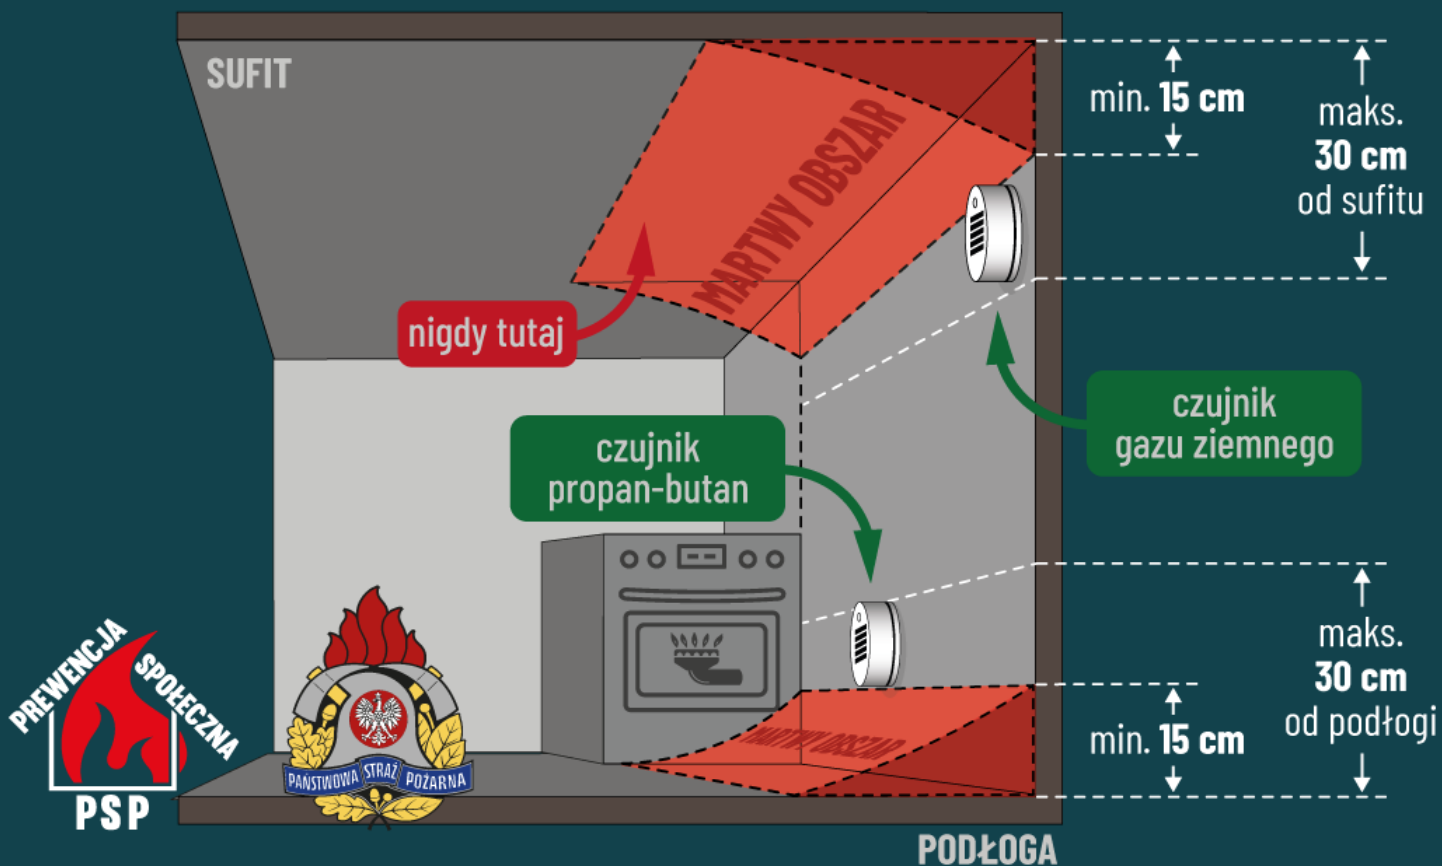 SUFIT
min. 15 cm
maks.
30 cm
od sufitu
MARTWY OBSZAR
nigdy tutaj
czujnik
gazu ziemnego
czujnik
propan-butan
maks.
30 cm
od podłogi
min. 15 cm
MARTWY OBSZAR
PREWENCJA
SPOŁECZNA
PSP
PAŃSTWOWA STRAŻ POŻARNA
PODŁOGA